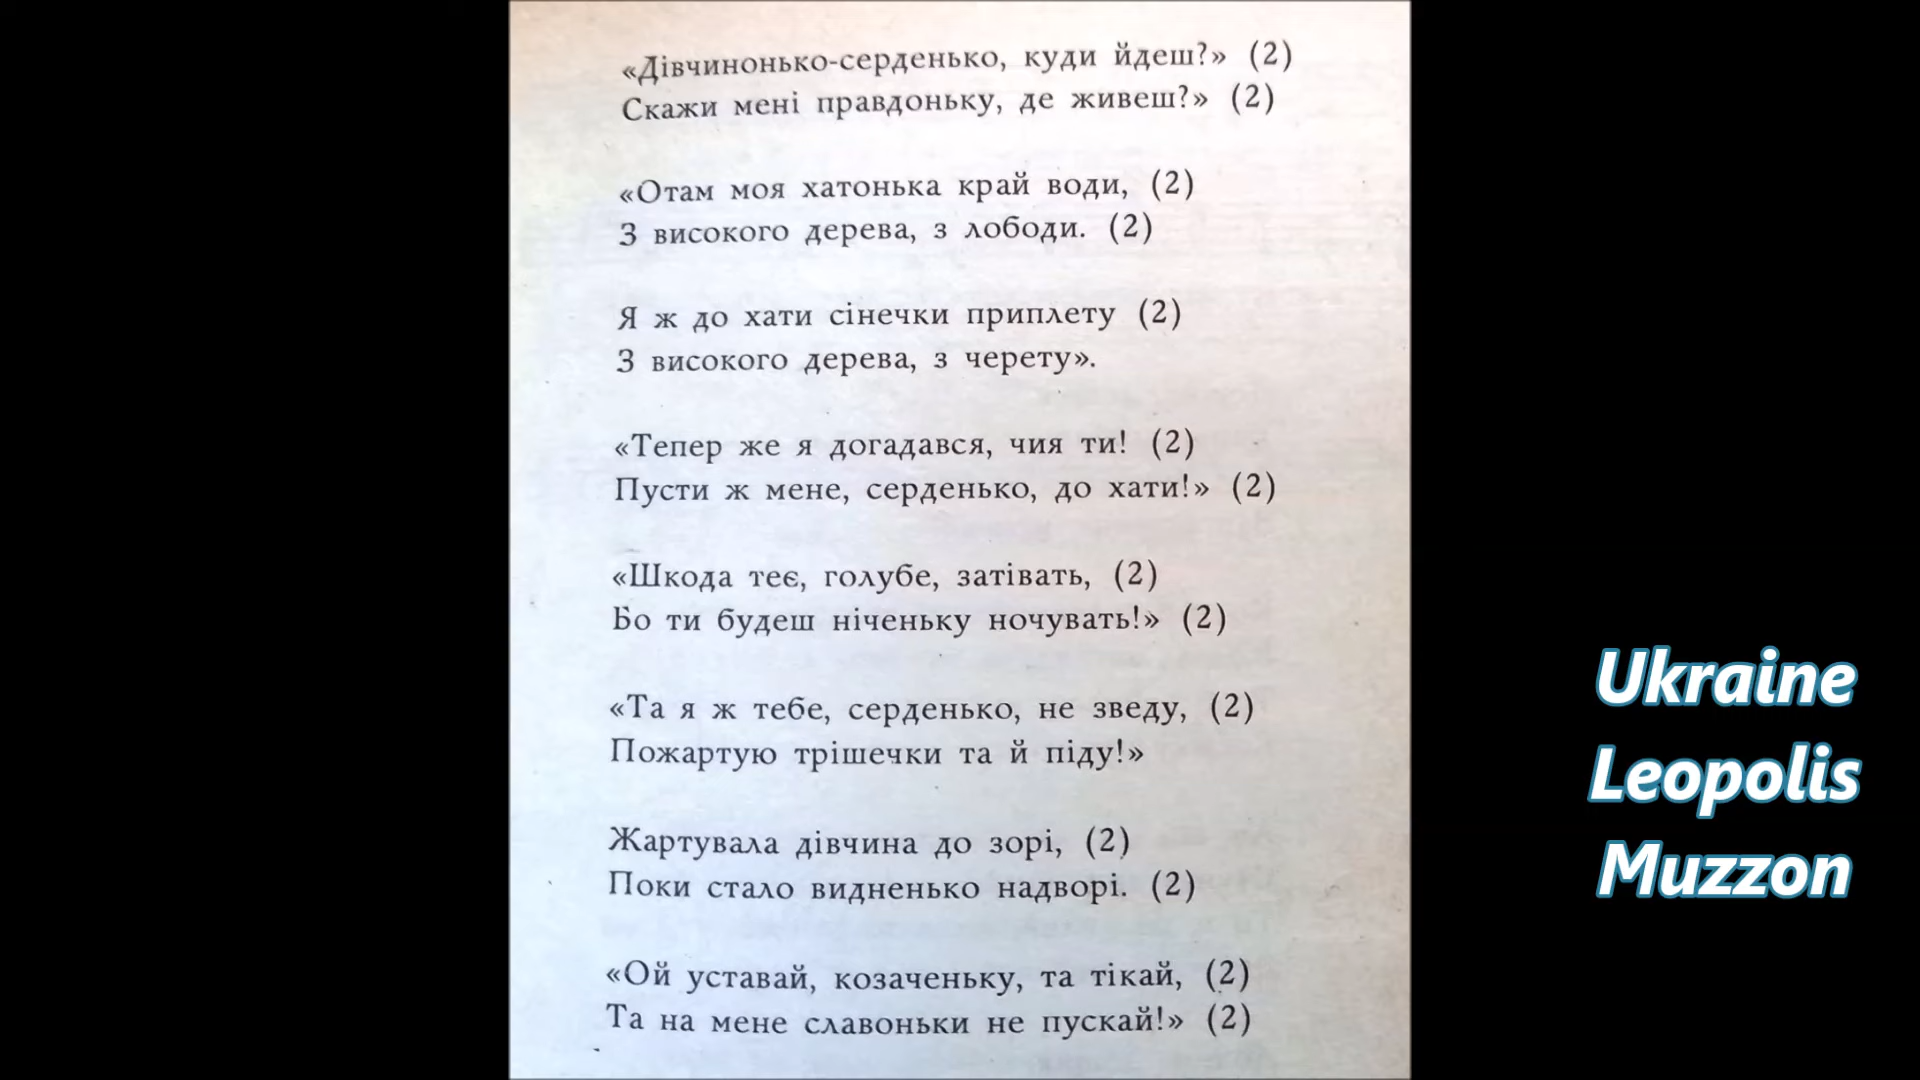 «Дівчинонько-серденько, куди йдеш?» (2)
Скажи мені правдоньку, де живеш?» (2)
«Отам моя хатонька край води, (2)
З високого дерева, з лободи. (2)
Я ж до хати сінечки приплету (2)
З високого дерева, з черету».
«Тепер же я догадався, чия ти! (2)
Пусти ж мене, серденько, до хати!» (2)
«Шкода теє, голубе, затівать, (2)
Бо ти будеш ніченьку ночувать!» (2)
«Та я ж тебе, серденько, не зведу, (2)
Пожартую трішечки та й піду!»
Жартувала дівчина до зорі, (2)
Поки стало видненько надворі. (2)
«Ой уставай, козаченьку, та тікай, (2)
Та на мене славоньки не пускай!» (2)
Ukraine
Leopolis
Muzzon